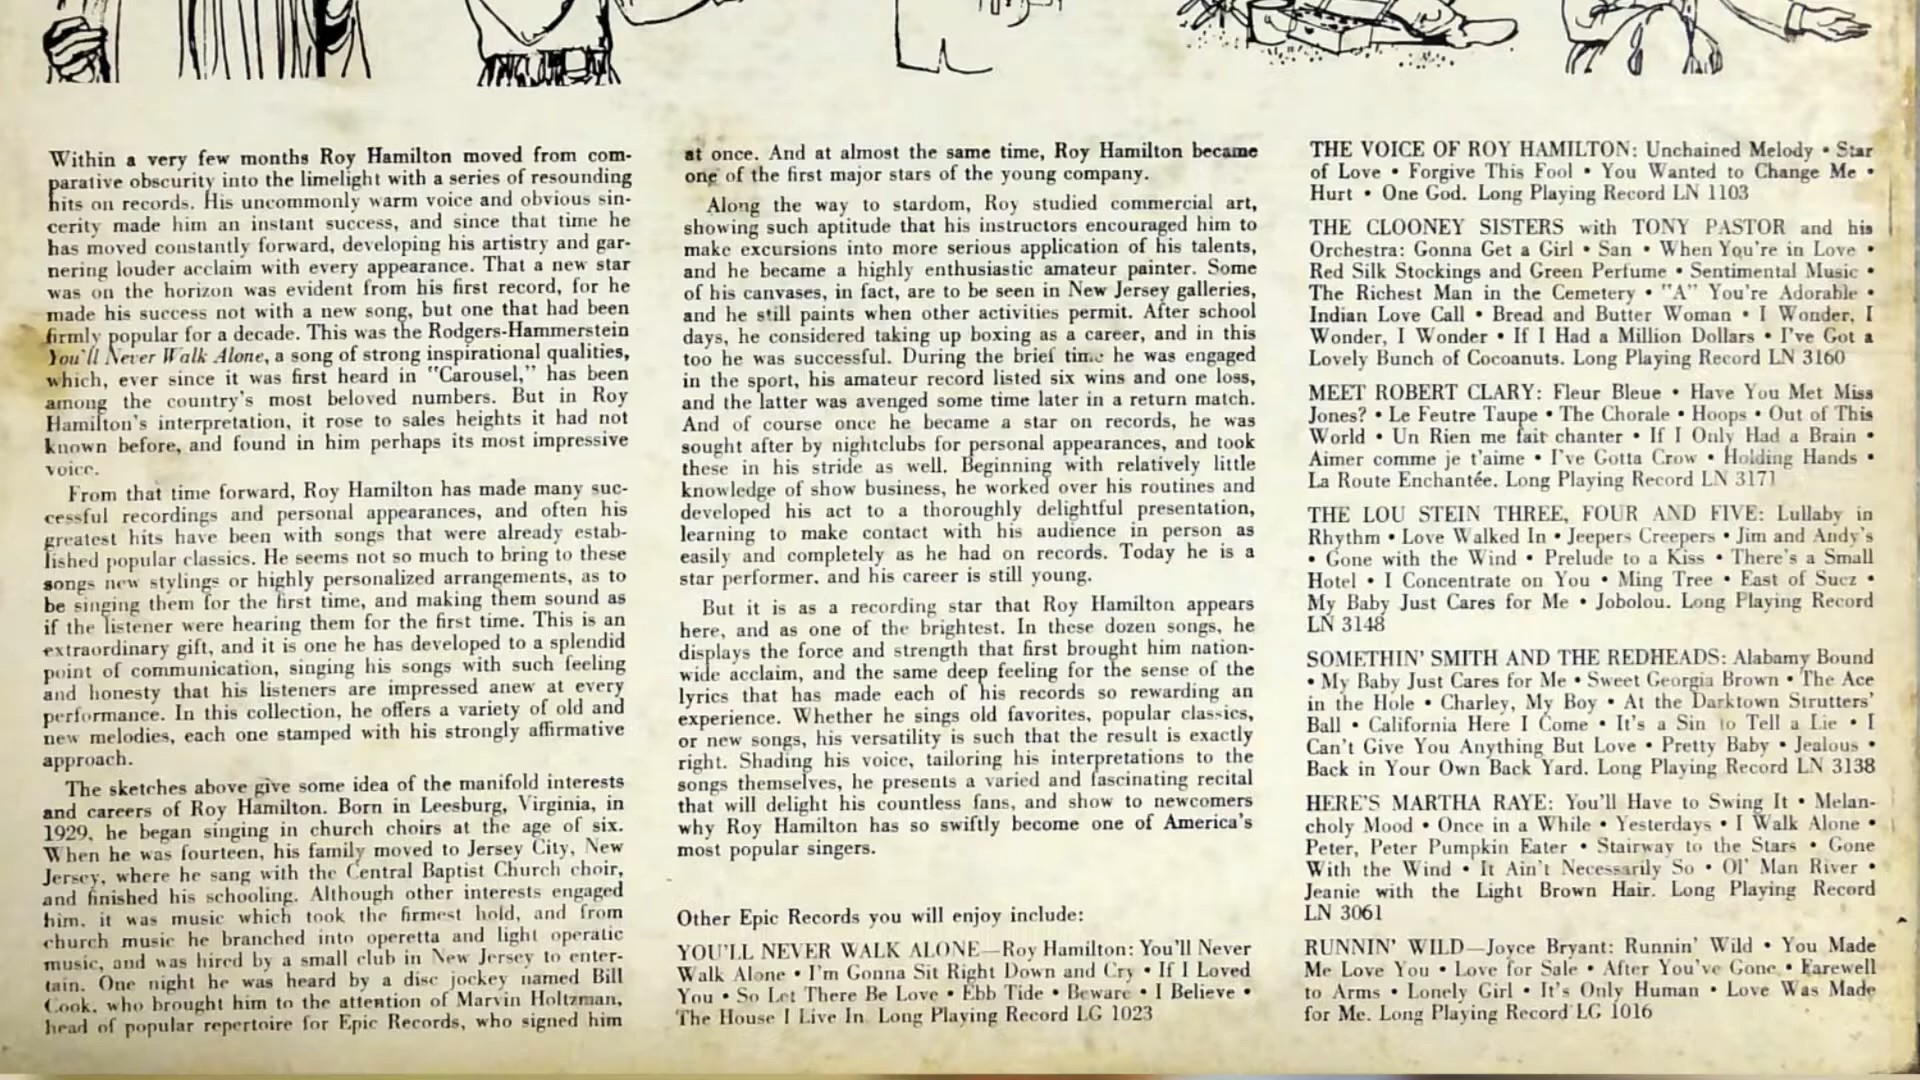 Within a very few months Roy Hamilton moved from com-
parative obscurity into the limelight with a series of resounding
hits on records. His uncommonly warm voice and obvious sin-
cerity made him an instant success, and since that time he
has moved constantly forward, developing his artistry and gar-
nering louder acclaim with every appearance. That a new star
was on the horizon was evident from his first record, for he
made his success not with a new song, but one that had been
firmly popular for a decade. This was the Rodgers-Hammerstein
You'll Never Walk Alone, a song of strong inspirational qualities,
which, ever since it was first heard in "Carousel," has been
among the country's most beloved numbers. But in Roy
Hamilton's interpretation, it rose to sales heights it had not
known before, and found in him perhaps its most impressive
voice.
From that time forward, Roy Hamilton has made many suc-
cessful recordings and personal appearances, and often his
greatest hits have been with songs that were already estab-
lished popular classics. He seems not so much to bring to these
songs new stylings or highly personalized arrangements, as to
be singing them for the first time, and making them sound as
if the listener were hearing them for the first time. This is an
extraordinary gift, and it is one he has developed to a splendid
point of communication, singing his songs with such feeling
and honesty that his listeners are impressed anew at every
performance. In this collection, he offers a variety of old and
new melodies, each one stamped with his strongly affirmative
approach.
The sketches above give some idea of the manifold interests
and careers of Roy Hamilton. Born in Leesburg, Virginia, in
1929, he began singing in church choirs at the age of six.
When he was fourteen, his family moved to Jersey City, New
Jersey, where he sang with the Central Baptist Church choir,
and finished his schooling. Although other interests engaged
him, it was music which took the firmest hold, and from
church music he branched into operetta and light operatic
music, and was hired by a small club in New Jersey to enter-
tain. One night he was heard by a disc jockey named Bill
Cook, who brought him to the attention of Marvin Holtzman,
head of popular repertoire for Epic Records, who signed him
at once. And at almost the same time, Roy Hamilton became
one of the first major stars of the young company.
Along the way to stardom, Roy studied commercial art,
showing such aptitude that his instructors encouraged him to
make excursions into more serious application of his talents,
and he became a highly enthusiastic amateur painter. Some
of his canvases, in fact, are to be seen in New Jersey galleries,
and he still paints when other activities permit. After school
days, he considered taking up boxing as a career, and in this
too he was successful. During the brief time he was engaged
in the sport, his amateur record listed six wins and one loss,
and the latter was avenged some time later in a return match.
And of course once he became a star on records, he was
sought after by nightclubs for personal appearances, and took
these in his stride as well. Beginning with relatively little
knowledge of show business, he worked over his routines and
developed his act to a thoroughly delightful presentation,
learning to make contact with his audience in person as
easily and completely as he had on records. Today he is a
star performer, and his career is still young.
But it is as a recording star that Roy Hamilton appears
here, and as one of the brightest. In these dozen songs, he
displays the force and strength that first brought him nation-
wide acclaim, and the same deep feeling for the sense of the
lyrics that has made each of his records so rewarding an
experience. Whether he sings old favorites, popular classics,
or new songs, his versatility is such that the result is exactly
right. Shading his voice, tailoring his interpretations to the
songs themselves, he presents a varied and fascinating recital
that will delight his countless fans, and show to newcomers
why Roy Hamilton has so swiftly become one of America's
most popular singers.
Other Epic Records you will enjoy include:
YOU'LL NEVER WALK ALONE—Roy Hamilton: You'll Never
Walk Alone • I'm Gonna Sit Right Down and Cry • If I Loved
You • So Let There Be Love • Ebb Tide • Beware • I Believe •
The House I Live In. Long Playing Record LG 1023
THE VOICE OF ROY HAMILTON: Unchained Melody • Star
of Love • Forgive This Fool • You Wanted to Change Me •
Hurt • One God. Long Playing Record LN 1103
THE CLOONEY SISTERS with TONY PASTOR and his
Orchestra: Gonna Get a Girl • San • When You're in Love •
Red Silk Stockings and Green Perfume • Sentimental Music •
The Richest Man in the Cemetery • "A" You're Adorable •
Indian Love Call • Bread and Butter Woman • I Wonder, I
Wonder, I Wonder • If I Had a Million Dollars • I've Got a
Lovely Bunch of Cocoanuts. Long Playing Record LN 3160
MEET ROBERT CLARY: Fleur Bleue • Have You Met Miss
Jones? • Le Feutre Taupe • The Chorale • Hoops • Out of This
World • Un Rien me fait chanter • If I Only Had a Brain •
Aimer comme je t'aime • I've Gotta Crow • Holding Hands •
La Route Enchantée. Long Playing Record LN 3171
THE LOU STEIN THREE, FOUR AND FIVE: Lullaby in
Rhythm • Love Walked In • Jeepers Creepers • Jim and Andy's
• Gone with the Wind • Prelude to a Kiss • There's a Small
Hotel • I Concentrate on You • Ming Tree • East of Suez •
My Baby Just Cares for Me • Jobolou. Long Playing Record
LN 3148
SOMETHIN' SMITH AND THE REDHEADS: Alabamy Bound
• My Baby Just Cares for Me • Sweet Georgia Brown • The Ace
in the Hole • Charley, My Boy • At the Darktown Strutters'
Ball • California Here I Come • It's a Sin to Tell a Lie • I
Can't Give You Anything But Love • Pretty Baby • Jealous •
Back in Your Own Back Yard. Long Playing Record LN 3138
HERE'S MARTHA RAYE: You'll Have to Swing It • Melan-
choly Mood • Once in a While • Yesterdays • I Walk Alone •
Peter, Peter Pumpkin Eater • Stairway to the Stars • Gone
With the Wind • It Ain't Necessarily So • Ol' Man River •
Jeanie with the Light Brown Hair. Long Playing Record
LN 3061
RUNNIN' WILD—Joyce Bryant: Runnin' Wild • You Made
Me Love You • Love for Sale • After You've Gone • Farewell
to Arms • Lonely Girl • It's Only Human • Love Was Made
for Me. Long Playing Record LG 1016